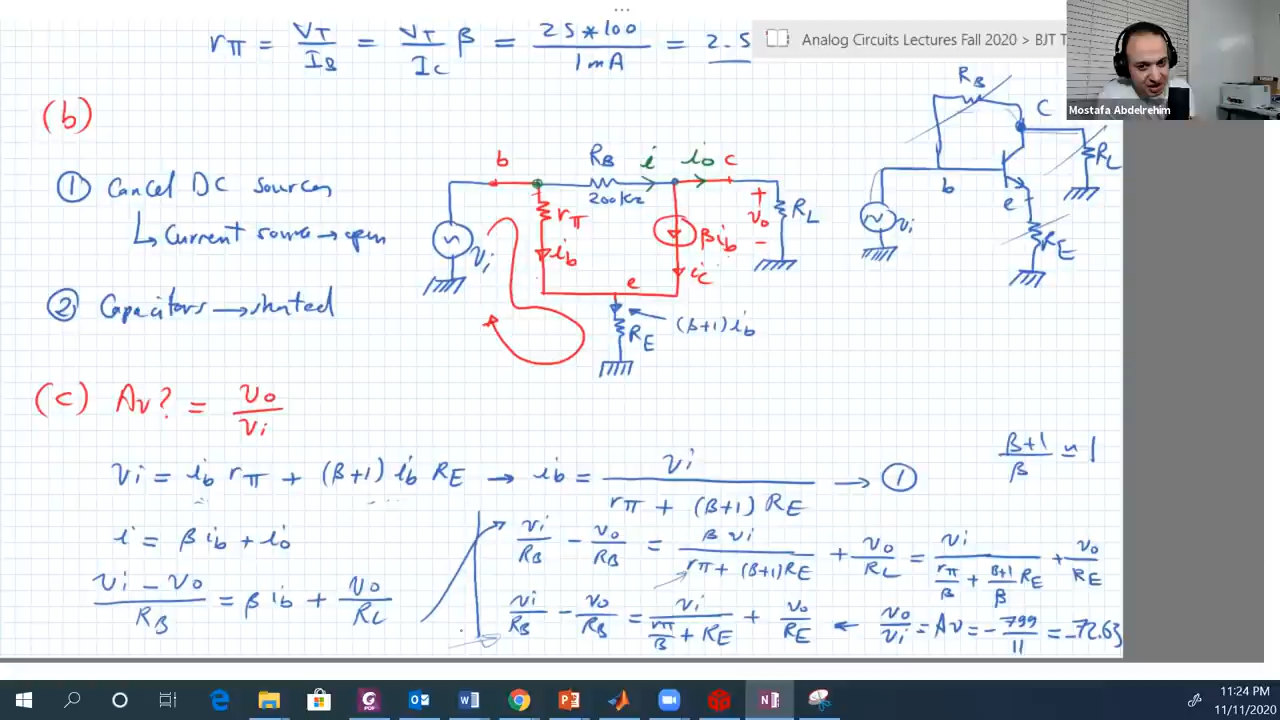 rπ = VT/IB = VT/IC β = 25*100/1mA = 2.5
Analog Circuits Lectures Fall 2020 > BJT T
Mostafa Abdelrehim
(b)
① Cancel DC sources
↳ Current source → open
② Capacitors → shorted
b
RB
i
io
c
200kΩ
rπ
ib
vi
βib
ic
+
vo
-
RL
e
RE
(β+1)ib
RB
C
RL
b
e
vi
RE
(c) Av? = vo/vi
β+1/β ≈ 1
vi = ib rπ + (β+1) ib RE → ib = vi/rπ + (β+1) RE → ①
i = βib + io
vi - vo/RB = βib + vo/RL
vi/RB - vo/RB = β vi/rπ + (β+1)RE + vo/RL = vi/rπ/β + β+1/β RE + vo/RE
vi/RB - vo/RB = vi/rπ/β + RE + vo/RE ← vo/vi = Av = -799/11 = -72.63
11:24 PM
11/11/2020